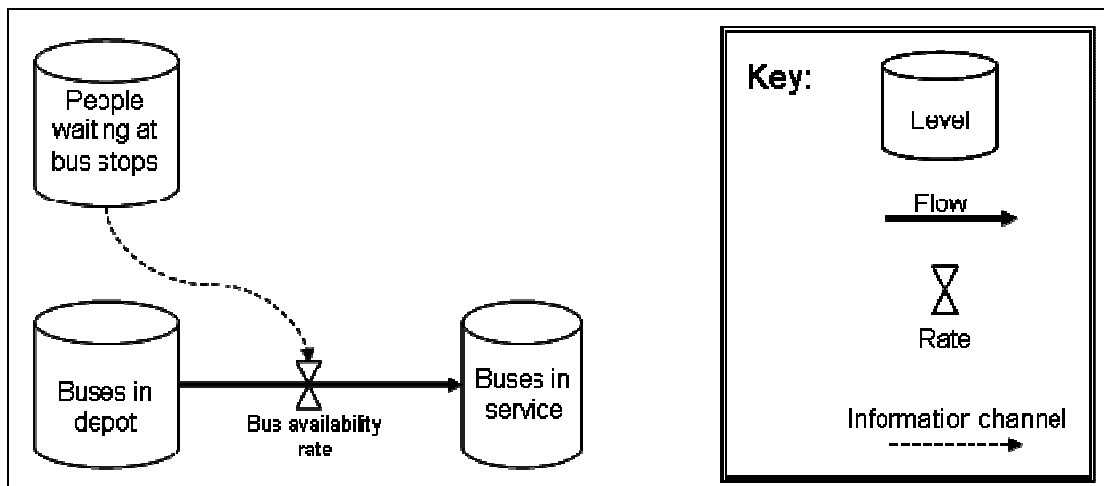 People
waiting at
bus stops
Buses in
depot
Bus availability
rate
Buses in
service
Key:
Level
Flow
Rate
Information channel